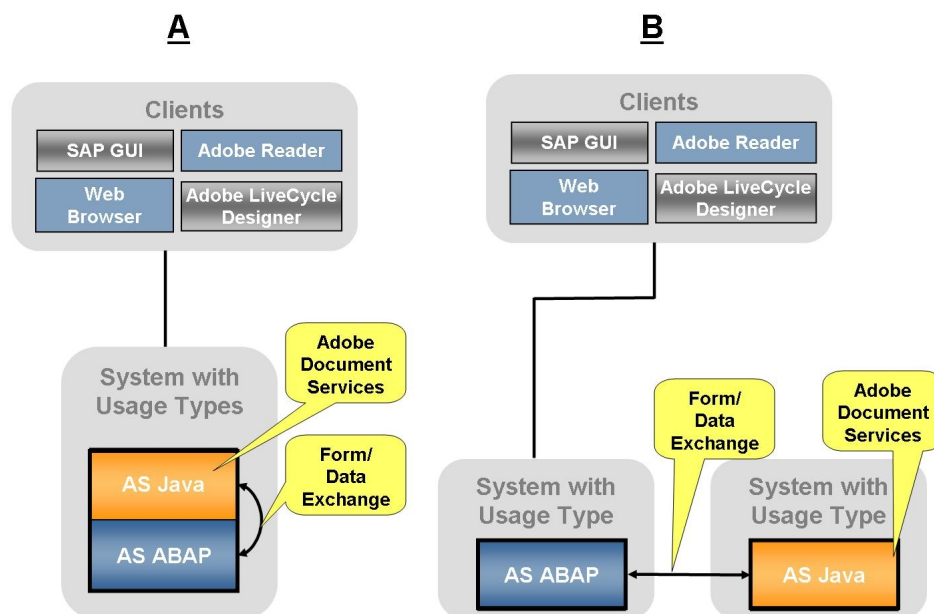 A
Clients
SAP GUI
Adobe Reader
Web
Browser
Adobe LiveCycle
Designer
Adobe
Document
Services
System with
Usage Types
Form/
Data
Exchange
AS Java
AS ABAP
B
Clients
SAP GUI
Adobe Reader
Web
Browser
Adobe LiveCycle
Designer
Form/
Data
Exchange
Adobe
Document
Services
System with
Usage Type
AS ABAP
System with
Usage Type
AS Java